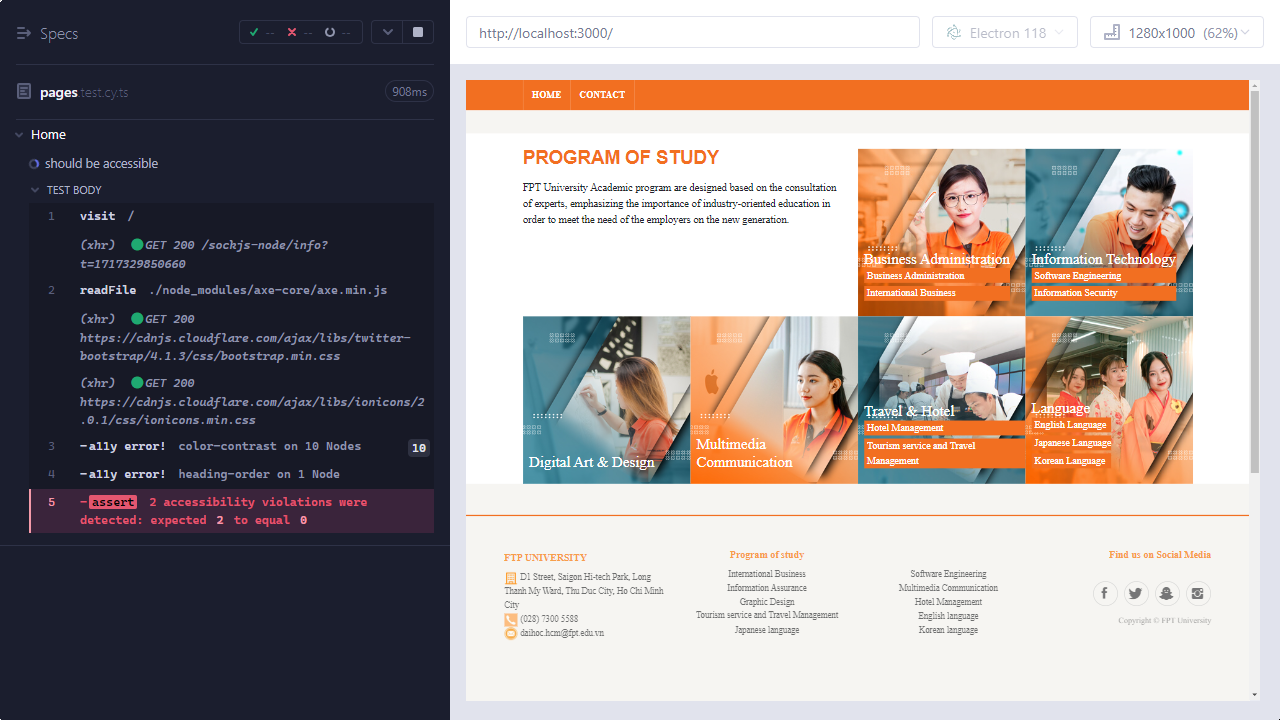 Specs
--
--
--
pages.test.cy.ts
908ms
Home
should be accessible
TEST BODY
1 visit /
(xhr) GET 200 /sockjs-node/info?
t=1717329850660
2 readFile ./node_modules/axe-core/axe.min.js
(xhr) GET 200
https://cdnjs.cloudflare.com/ajax/libs/twitter-
bootstrap/4.1.3/css/bootstrap.min.css
(xhr) GET 200
https://cdnjs.cloudflare.com/ajax/libs/ionicons/2
.0.1/css/ionicons.min.css
3 -a11y error! color-contrast on 10 Nodes 10
4 -a11y error! heading-order on 1 Node
5 -assert 2 accessibility violations were
detected: expected 2 to equal 0
http://localhost:3000/
Electron 118
1280x1000 (62%)
HOME CONTACT
PROGRAM OF STUDY
FPT University Academic program are designed based on the consultation
of experts, emphasizing the importance of industry-oriented education in
order to meet the need of the employers on the new generation.
Business Administration
Business Administration
International Business
Information Technology
Software Engineering
Information Security
Digital Art & Design
Multimedia
Communication
Travel & Hotel
Hotel Management
Tourism service and Travel
Management
Language
English Language
Japanese Language
Korean Language
FTP UNIVERSITY
D1 Street, Saigon Hi-tech Park, Long
Thanh My Ward, Thu Duc City, Ho Chi Minh
City
(028) 7300 5588
daihoc.hcm@fpt.edu.vn
Program of study
International Business
Information Assurance
Graphic Design
Tourism service and Travel Management
Japanese language
Software Engineering
Multimedia Communication
Hotel Management
English language
Korean language
Find us on Social Media
Copyright © FPT University